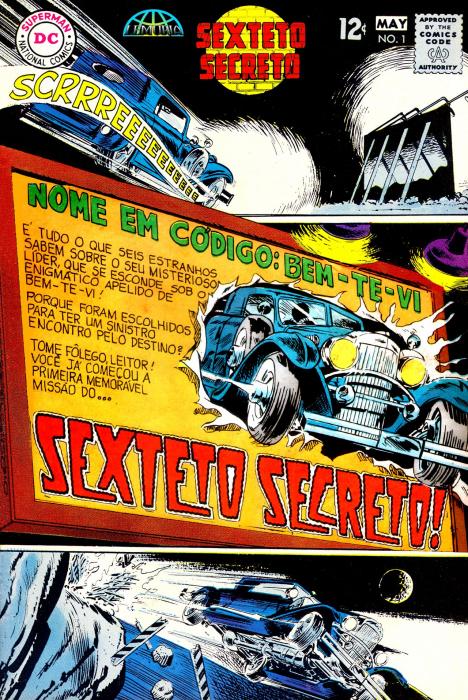 SUPERMAN
DC
NATIONAL COMICS
SEXTETO
SECRETO
12¢
MAY
NO. 1
APPROVED
BY THE
COMICS
CODE
CA
AUTHORITY
SCRRREEEEEEEEEEE
NOME EM CÓDIGO: BEM-TE-VI
É TUDO O QUE SEIS ESTRANHOS
SABEM SOBRE O SEU MISTERIOSO
LÍDER, QUE SE ESCONDE SOB O
ENIGMÁTICO APELIDO DE
BEM-TE-VI!
PORQUE FORAM ESCOLHIDOS
PARA TER UM SINISTRO
ENCONTRO PELO DESTINO?
TOME FÔLEGO, LEITOR!
VOCÊ JÁ COMEÇOU A
PRIMEIRA MEMORÁVEL
MISSÃO DO...
SEXTETO SECRETO!